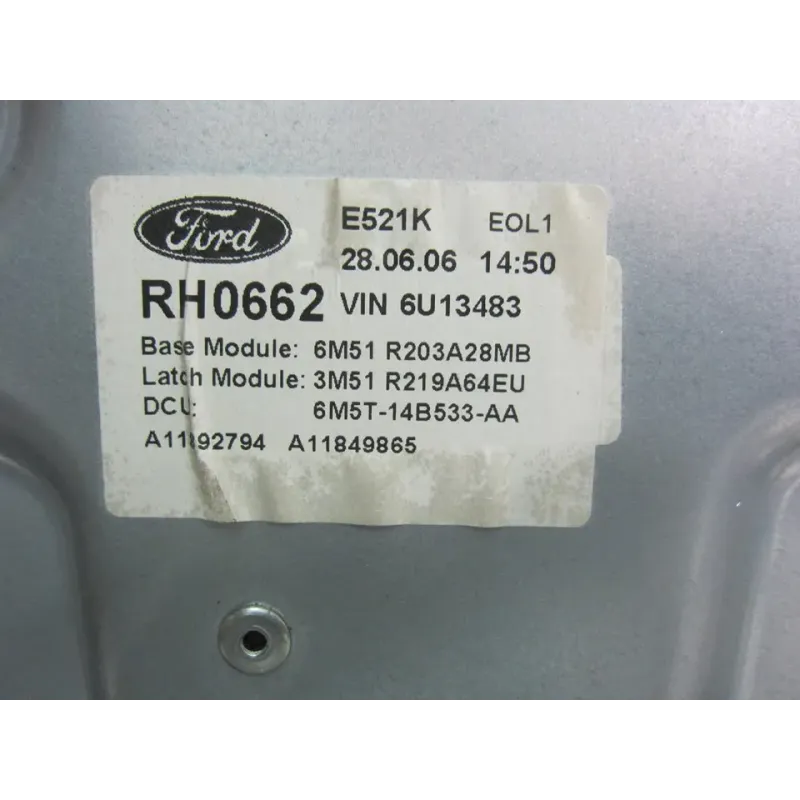 Ford
E521K EOL1
28.06.06 14:50
RH0662 VIN 6U13483
Base Module: 6M51 R203A28MB
Latch Module: 3M51 R219A64EU
DCU: 6M5T-14B533-AA
A11892794 A11849865